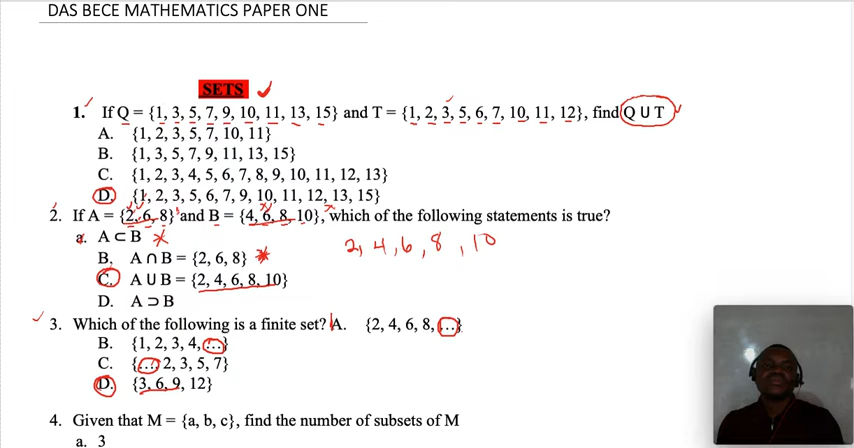 DAS BECE MATHEMATICS PAPER ONE
SETS
1. If Q = {1, 3, 5, 7, 9, 10, 11, 13, 15} and T = {1, 2, 3, 5, 6, 7, 10, 11, 12}, find Q U T
A. {1, 2, 3, 5, 7, 10, 11}
B. {1, 3, 5, 7, 9, 11, 13, 15}
C. {1, 2, 3, 4, 5, 6, 7, 8, 9, 10, 11, 12, 13}
D. {1, 2, 3, 5, 6, 7, 9, 10, 11, 12, 13, 15}
2. If A = {2, 6, 8} and B = {4, 6, 8, 10}, which of the following statements is true?
a. A ⊂ B
2, 4, 6, 8, 10
B. A ∩ B = {2, 6, 8}
C. A U B = {2, 4, 6, 8, 10}
D. A ⊃ B
3. Which of the following is a finite set? A. {2, 4, 6, 8, …}
B. {1, 2, 3, 4, …}
C. {…, 2, 3, 5, 7}
D. {3, 6, 9, 12}
4. Given that M = {a, b, c}, find the number of subsets of M
a. 3